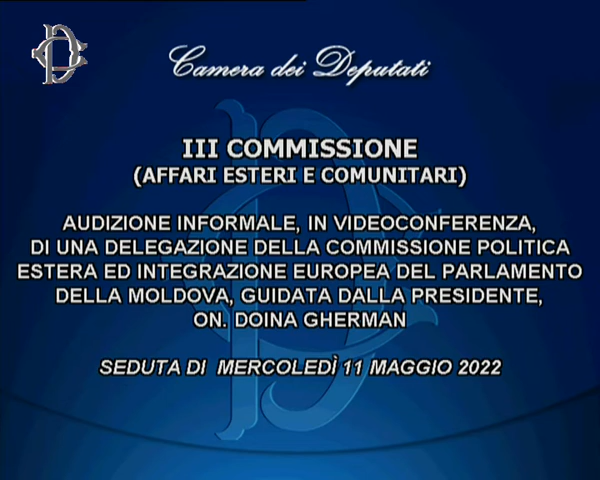 Camera dei Deputati
III COMMISSIONE
(AFFARI ESTERI E COMUNITARI)
AUDIZIONE INFORMALE, IN VIDEOCONFERENZA,
DI UNA DELEGAZIONE DELLA COMMISSIONE POLITICA
ESTERA ED INTEGRAZIONE EUROPEA DEL PARLAMENTO
DELLA MOLDOVA, GUIDATA DALLA PRESIDENTE,
ON. DOINA GHERMAN
SEDUTA DI MERCOLEDÌ 11 MAGGIO 2022